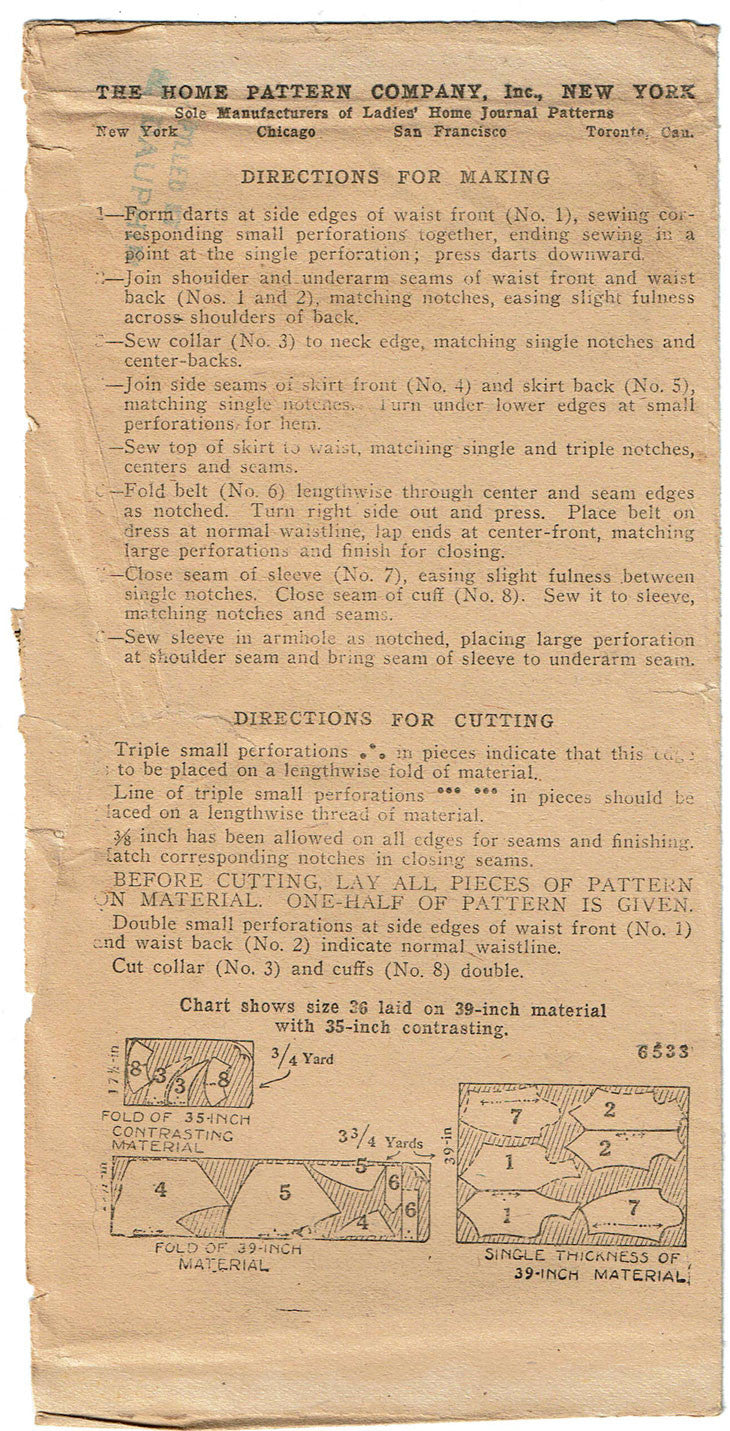 THE HOME PATTERN COMPANY, Inc., NEW YORK
Sole Manufacturers of Ladies' Home Journal Patterns
New York Chicago San Francisco Toronto, Can.
DIRECTIONS FOR MAKING
1—Form darts at side edges of waist front (No. 1), sewing cor-
responding small perforations together, ending sewing in a
point at the single perforation; press darts downward.
—Join shoulder and underarm seams of waist front and waist
back (Nos. 1 and 2), matching notches, easing slight fulness
across shoulders of back.
—Sew collar (No. 3) to neck edge, matching single notches and
center-backs.
—Join side seams of skirt front (No. 4) and skirt back (No. 5),
matching single notches. Turn under lower edges at small
perforations for hem.
—Sew top of skirt to waist, matching single and triple notches,
centers and seams.
—Fold belt (No. 6) lengthwise through center and seam edges
as notched. Turn right side out and press. Place belt on
dress at normal waistline, lap ends at center-front, matching
large perforations and finish for closing.
—Close seam of sleeve (No. 7), easing slight fulness between
single notches. Close seam of cuff (No. 8). Sew it to sleeve,
matching notches and seams.
—Sew sleeve in armhole as notched, placing large perforation
at shoulder seam and bring seam of sleeve to underarm seam.
DIRECTIONS FOR CUTTING
Triple small perforations in pieces indicate that this edge
to be placed on a lengthwise fold of material.
Line of triple small perforations in pieces should be
laced on a lengthwise thread of material.
3/8 inch has been allowed on all edges for seams and finishing.
atch corresponding notches in closing seams.
BEFORE CUTTING, LAY ALL PIECES OF PATTERN
ON MATERIAL. ONE-HALF OF PATTERN IS GIVEN.
Double small perforations at side edges of waist front (No. 1)
and waist back (No. 2) indicate normal waistline.
Cut collar (No. 3) and cuffs (No. 8) double.
Chart shows size 36 laid on 39-inch material
with 35-inch contrasting.
6533
17½-in
8 3 3 8
3/4 Yard
FOLD OF 35-INCH
CONTRASTING
MATERIAL
3 3/4 Yards
4 5 5 4 6 6
FOLD OF 39-INCH
MATERIAL
39-in
7 2
1 2
1 7
SINGLE THICKNESS OF
39-INCH MATERIAL